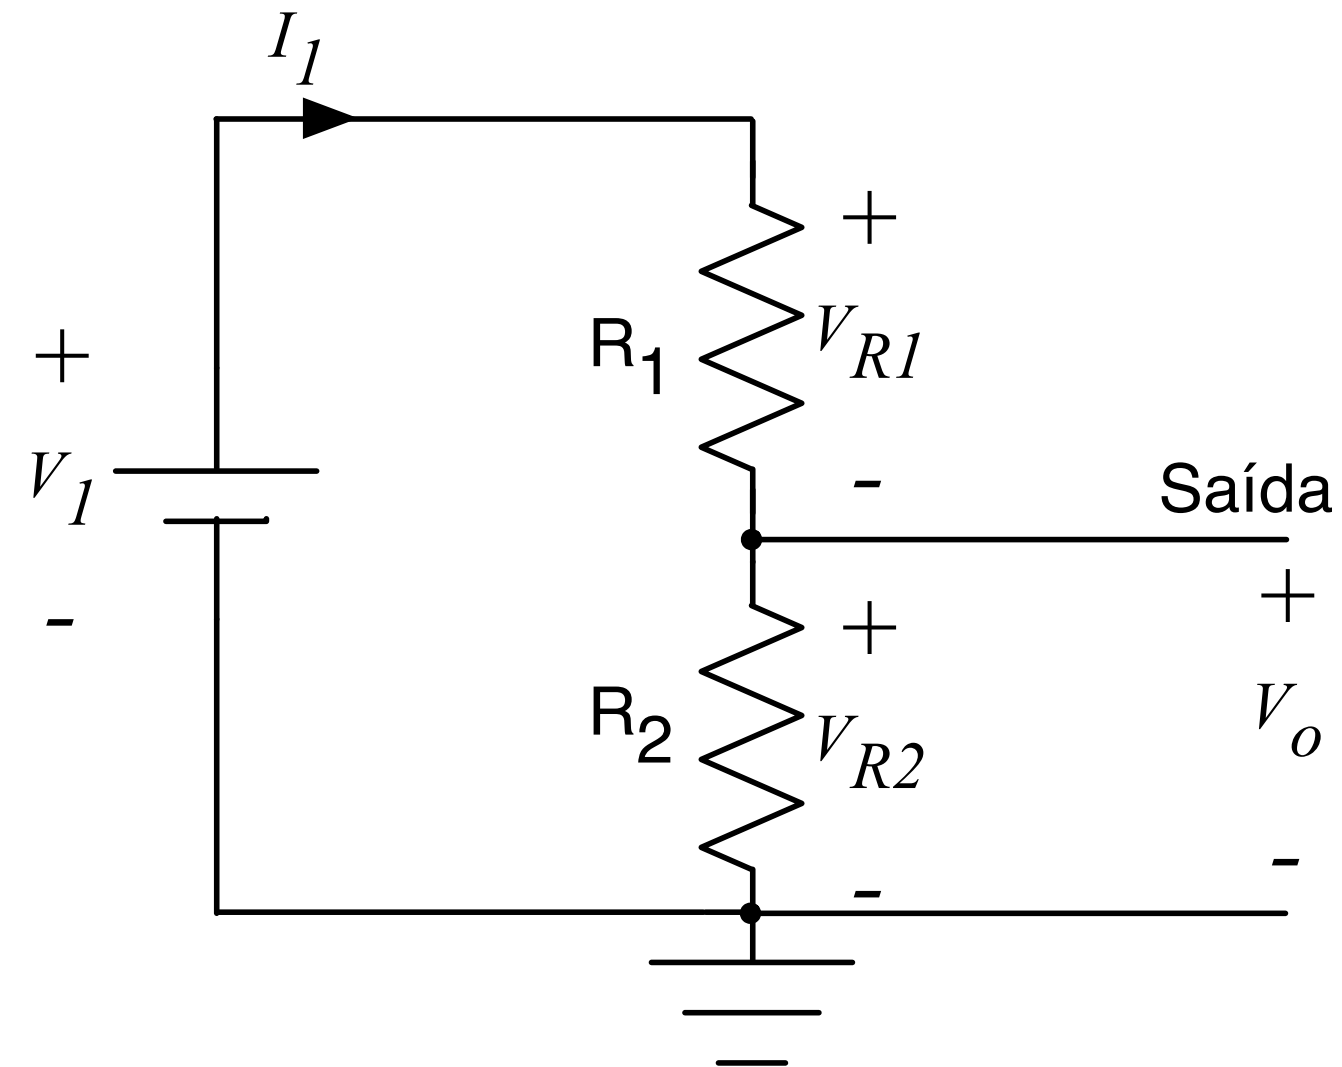 I1
+
+
VR1
R1
V1
-
Saída
-
+
+
R2
VR2
Vo
-
-